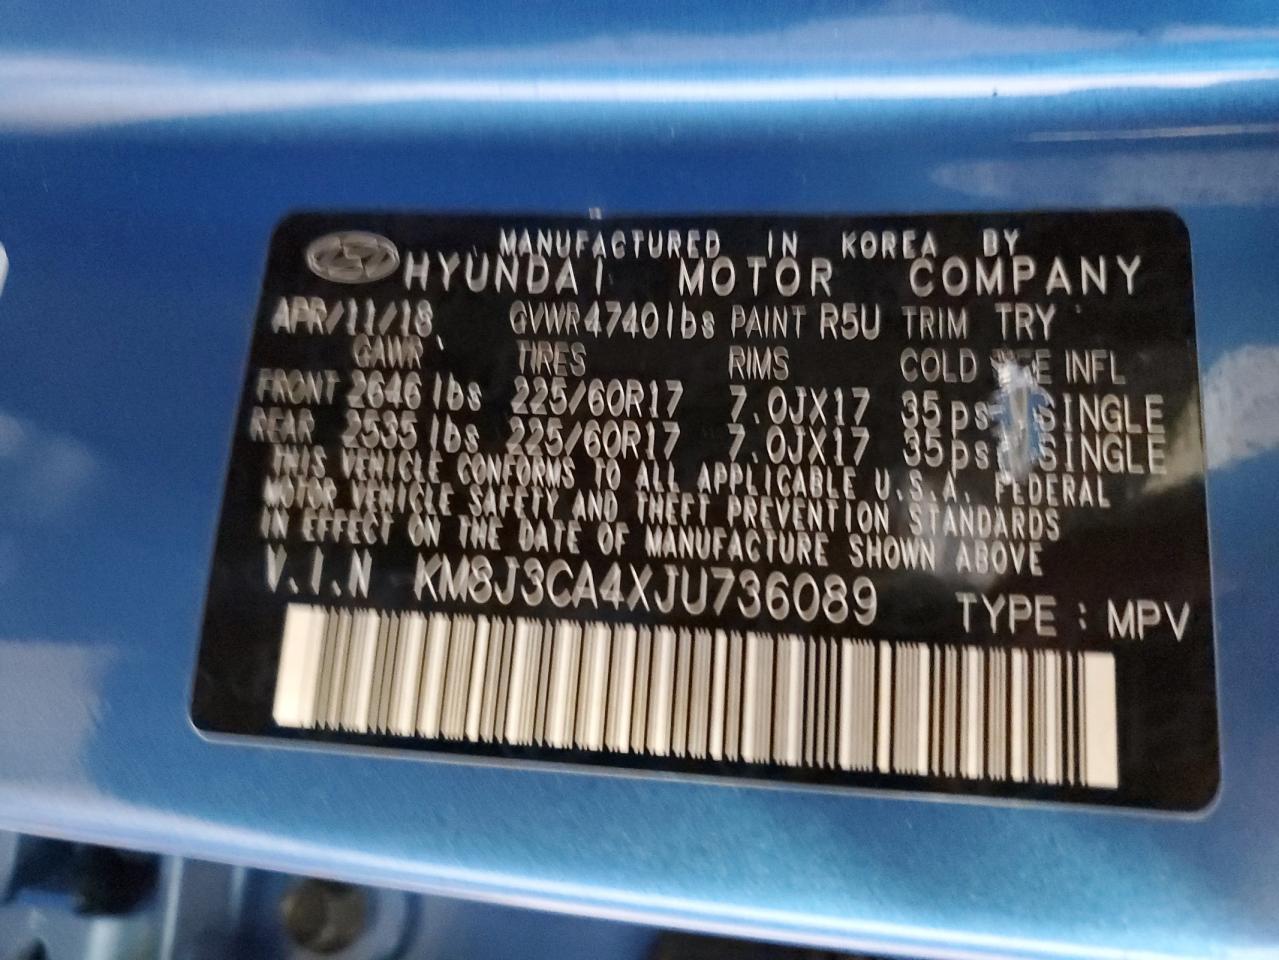 MANUFACTURED IN KOREA BY
HYUNDAI MOTOR COMPANY
APR/11/18 GVWR 4740lbs PAINT R5U TRIM TRY
GAWR TIRES RIMS COLD INFL
FRONT 2646 lbs 225/60R17 7.0JX17 35 SINGLE
REAR 2535 lbs 225/60R17 7.0JX17 35 SINGLE
THIS VEHICLE CONFORMS TO ALL APPLICABLE U.S.A. FEDERAL
MOTOR VEHICLE SAFETY AND THEFT PREVENTION STANDARDS
IN EFFECT ON THE DATE OF MANUFACTURE SHOWN ABOVE
V.I.N KM8J3CA4XJU736089 TYPE : MPV